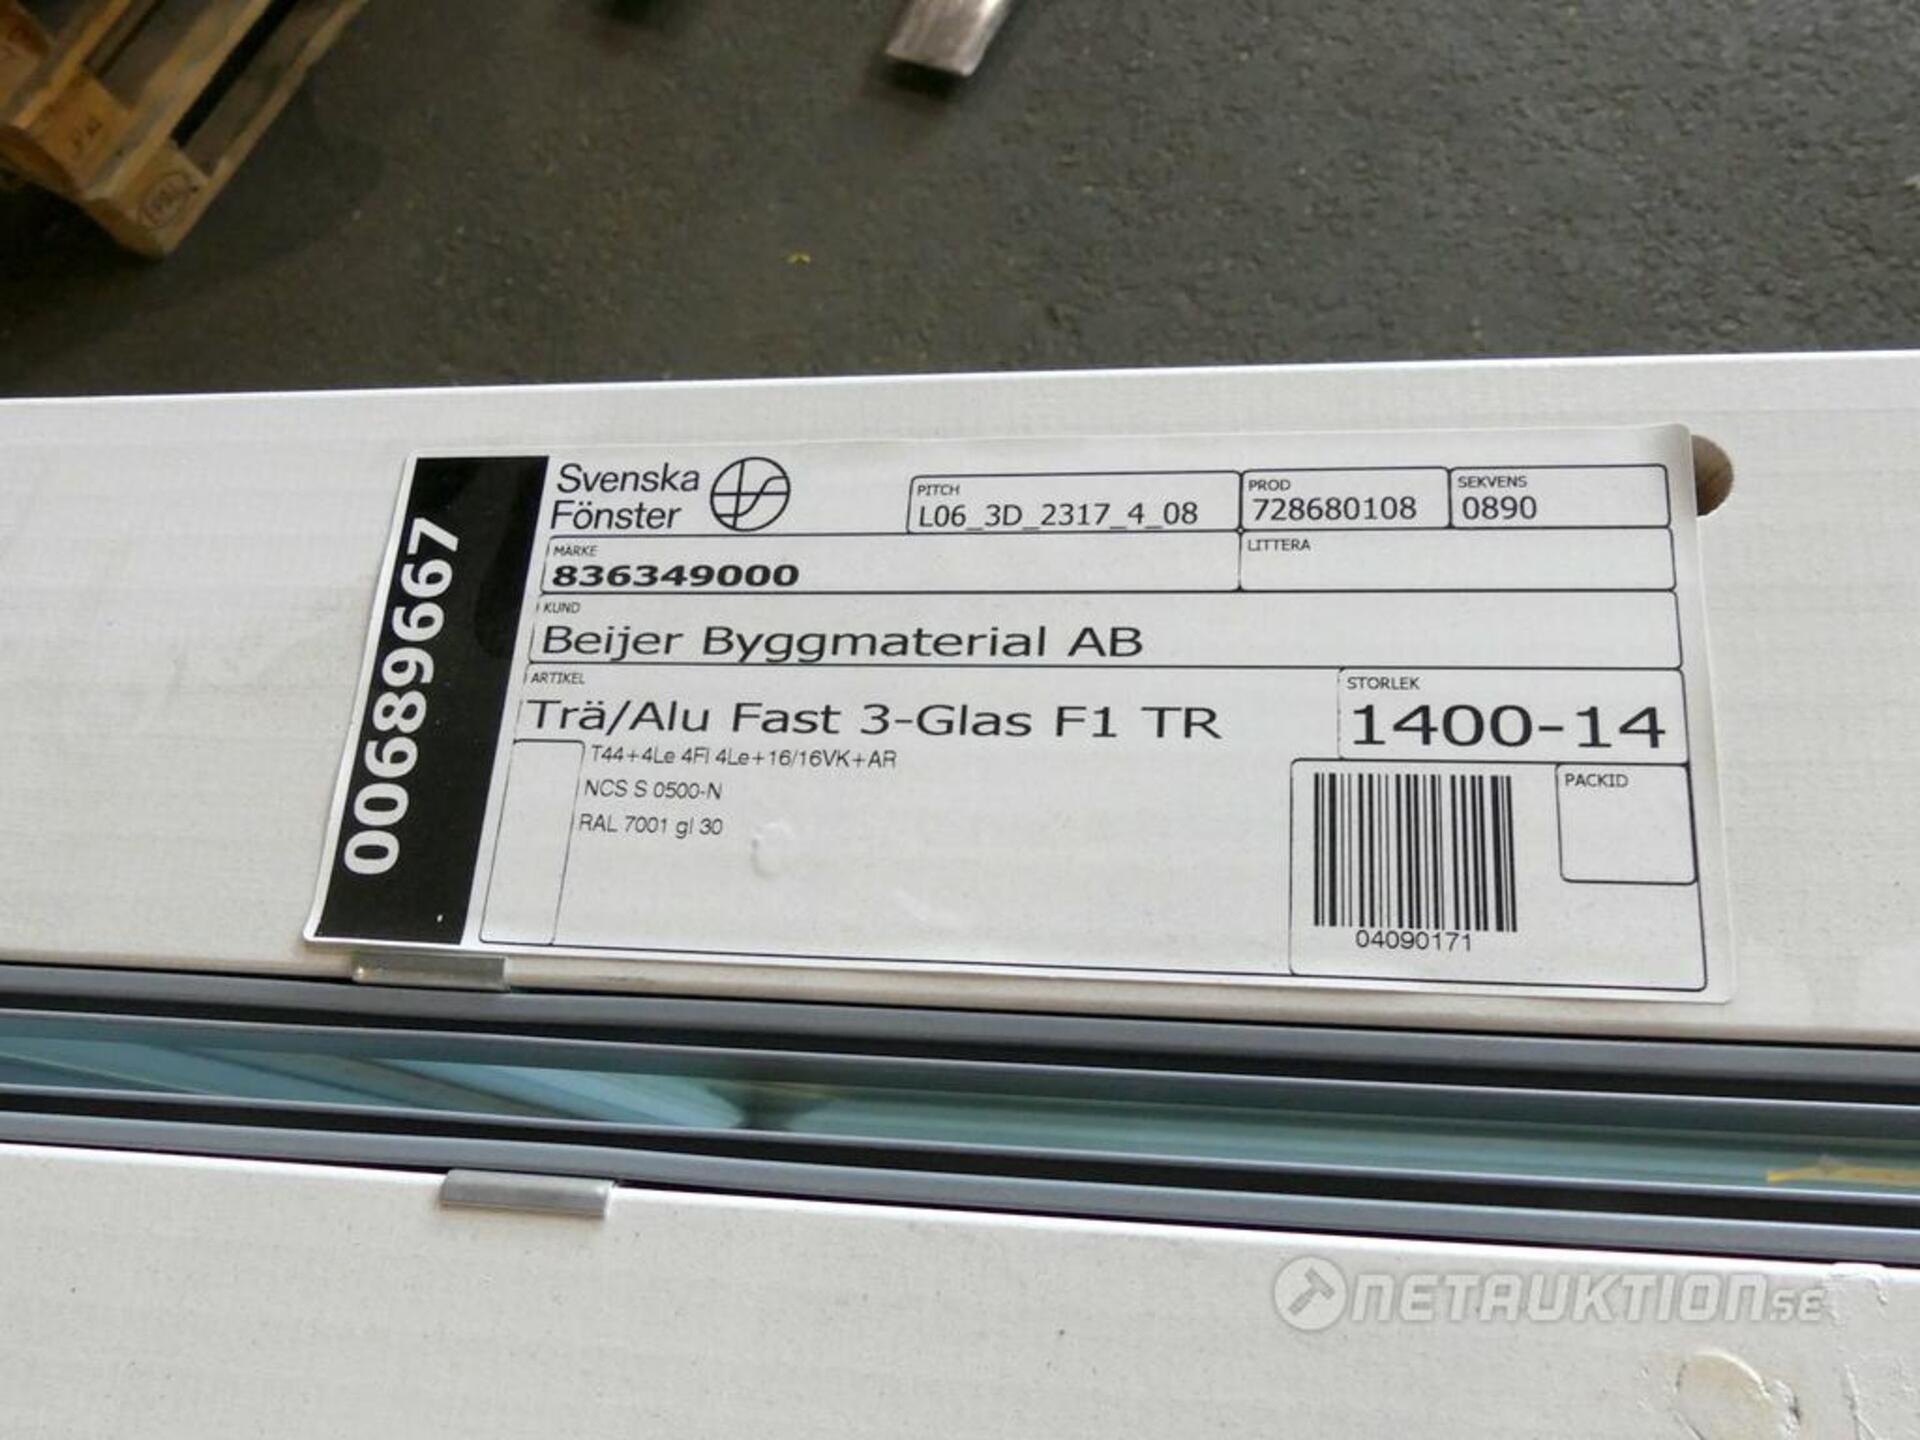 00689667
Svenska
Fönster
PITCH
L06_3D_2317_4_08
PROD
728680108
SEKVENS
0890
MÄRKE
836349000
LITTERA
KUND
Beijer Byggmaterial AB
ARTIKEL
Trä/Alu Fast 3-Glas F1 TR
STORLEK
1400-14
T44+4Le 4Fl 4Le+16/16VK+AR
NCS S 0500-N
RAL 7001 gl 30
PACKID
04090171
NETAUKTION.SE